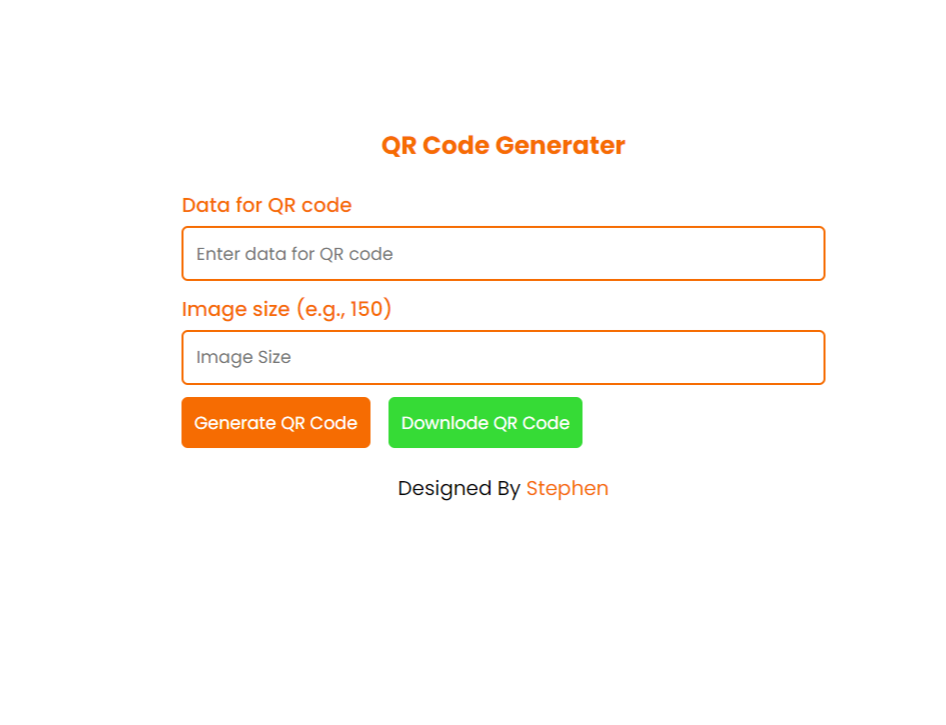 QR Code Generater
Data for QR code
Enter data for QR code
Image size (e.g., 150)
Image Size
Generate QR Code Downlode QR Code
Designed By Stephen